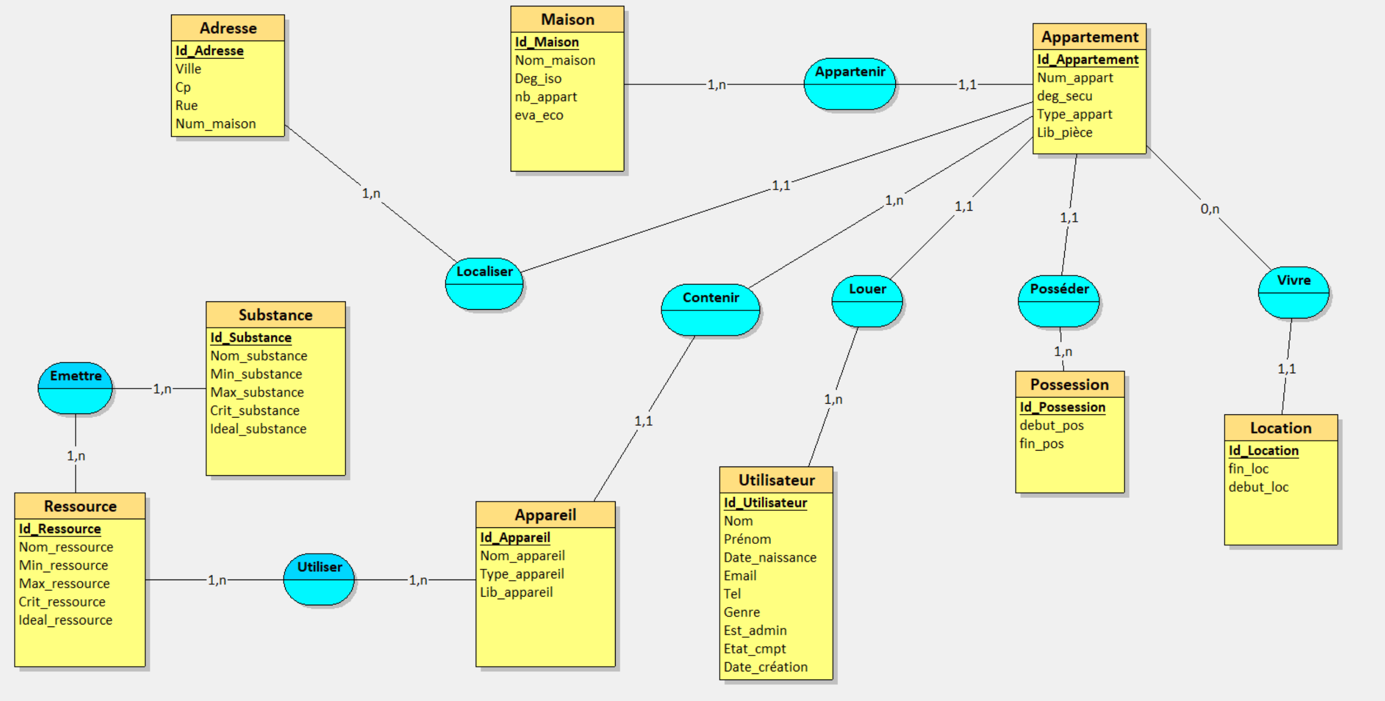 Adresse
Id_Adresse
Ville
Cp
Rue
Num_maison
Maison
Id_Maison
Nom_maison
Deg_iso
nb_appart
eva_eco
1,n
Appartenir
1,1
Appartement
Id_Appartement
Num_appart
deg_secu
Type_appart
Lib_pièce
1,n
1,1
1,n
1,1
1,1
0,n
Localiser
Contenir
Louer
Posséder
Vivre
Substance
Id_Substance
Nom_substance
Min_substance
Max_substance
Crit_substance
Ideal_substance
Emettre
1,n
1,n
1,1
1,n
1,n
1,1
Possession
Id_Possession
debut_pos
fin_pos
Location
Id_Location
fin_loc
debut_loc
Ressource
Id_Ressource
Nom_ressource
Min_ressource
Max_ressource
Crit_ressource
Ideal_ressource
1,n
Utiliser
1,n
Appareil
Id_Appareil
Nom_appareil
Type_appareil
Lib_appareil
Utilisateur
Id_Utilisateur
Nom
Prénom
Date_naissance
Email
Tel
Genre
Est_admin
Etat_cmpt
Date_création